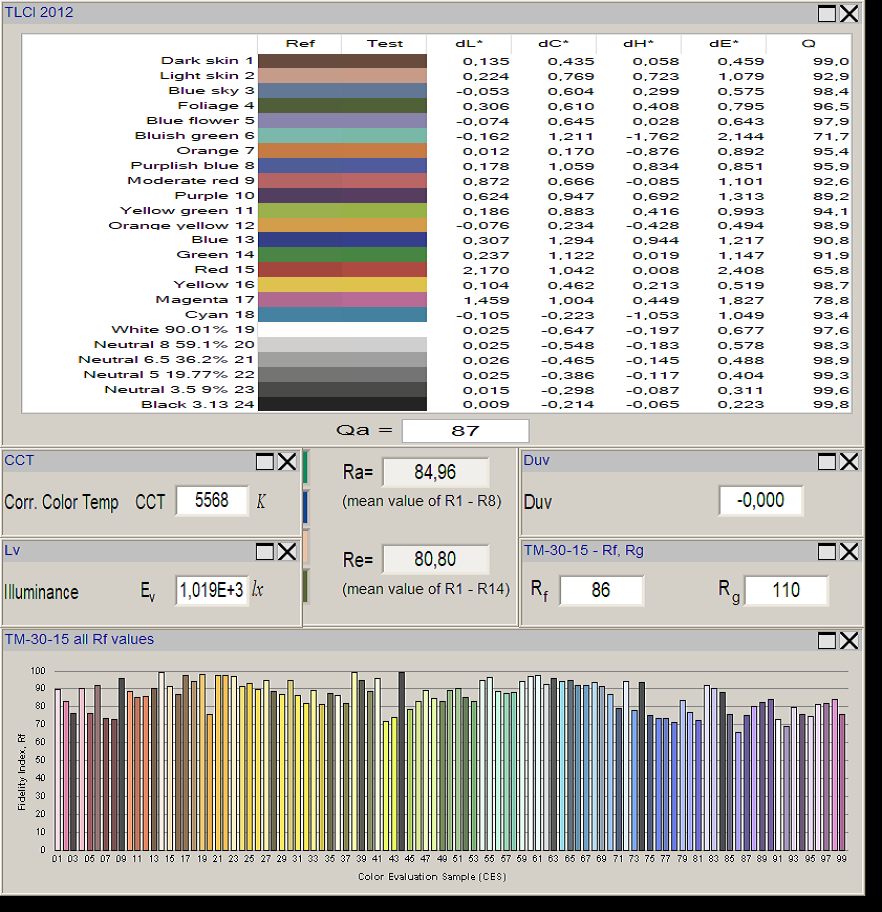 TLCI 2012
Ref Test dL* dC* dH* dE* Q
Dark skin 1 0,135 0,435 0,058 0,459 99,0
Light skin 2 0,224 0,769 0,723 1,079 92,9
Blue sky 3 -0,053 0,604 0,299 0,575 98,4
Foliage 4 0,306 0,610 0,408 0,795 96,5
Blue flower 5 -0,074 0,645 0,028 0,643 97,9
Bluish green 6 -0,162 1,211 -1,762 2,144 71,7
Orange 7 0,012 0,170 -0,876 0,892 95,4
Purplish blue 8 0,178 1,059 0,834 0,851 95,9
Moderate red 9 0,872 0,666 -0,085 1,101 92,6
Purple 10 0,624 0,947 0,692 1,313 89,2
Yellow green 11 0,186 0,883 0,416 0,993 94,1
Orange yellow 12 -0,076 0,234 -0,428 0,494 98,9
Blue 13 0,307 1,294 0,944 1,217 90,8
Green 14 0,237 1,122 0,019 1,147 91,9
Red 15 2,170 1,042 0,008 2,408 65,8
Yellow 16 0,104 0,462 0,213 0,519 98,7
Magenta 17 1,459 1,004 0,449 1,827 78,8
Cyan 18 -0,105 -0,223 -1,053 1,049 93,4
White 90.01% 19 0,025 -0,647 -0,197 0,677 97,6
Neutral 8 59.1% 20 0,025 -0,548 -0,183 0,578 98,3
Neutral 6.5 36.2% 21 0,026 -0,465 -0,145 0,488 98,9
Neutral 5 19.77% 22 0,025 -0,386 -0,117 0,404 99,3
Neutral 3.5 9% 23 0,015 -0,298 -0,087 0,311 99,6
Black 3.13 24 0,009 -0,214 -0,065 0,223 99,8
Qa = 87
CCT
Corr. Color Temp CCT 5568 K
Ra= 84,96
(mean value of R1 - R8)
Duv
Duv -0,000
Lv
Illuminance Ev 1,019E+3 lx
Re= 80,80
(mean value of R1 - R14)
TM-30-15 - Rf, Rg
Rf 86 Rg 110
TM-30-15 all Rf values
Fidelity Index, Rf
100
90
80
70
60
50
40
30
20
10
0
01 03 05 07 09 11 13 15 17 19 21 23 25 27 29 31 33 35 37 39 41 43 45 47 49 51 53 55 57 59 61 63 65 67 69 71 73 75 77 79 81 83 85 87 89 91 93 95 97 99
Color Evaluation Sample (CES)